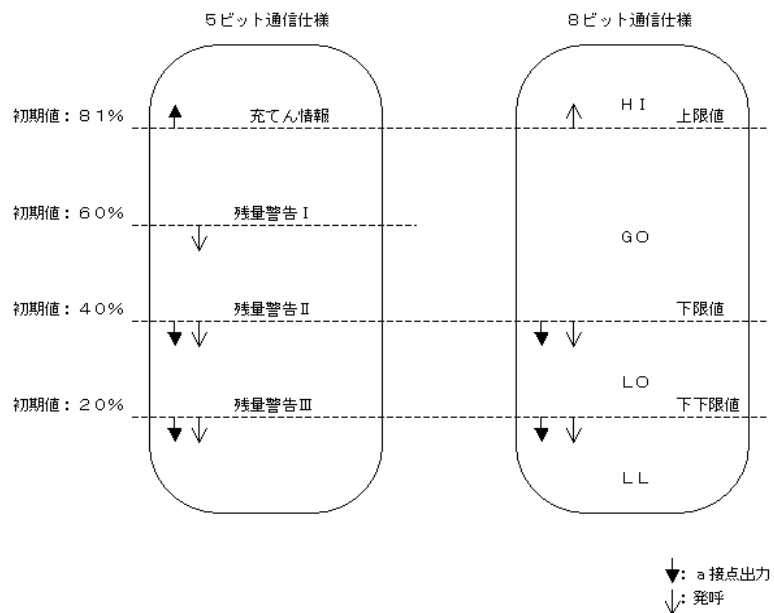 5ビット通信仕様 8ビット通信仕様
初期値：81% 充てん情報 HI 上限値
初期値：60% 残量警告Ⅰ
GO
初期値：40% 残量警告Ⅱ 下限値
LO
初期値：20% 残量警告Ⅲ 下下限値
LL
：a接点出力
：発呼